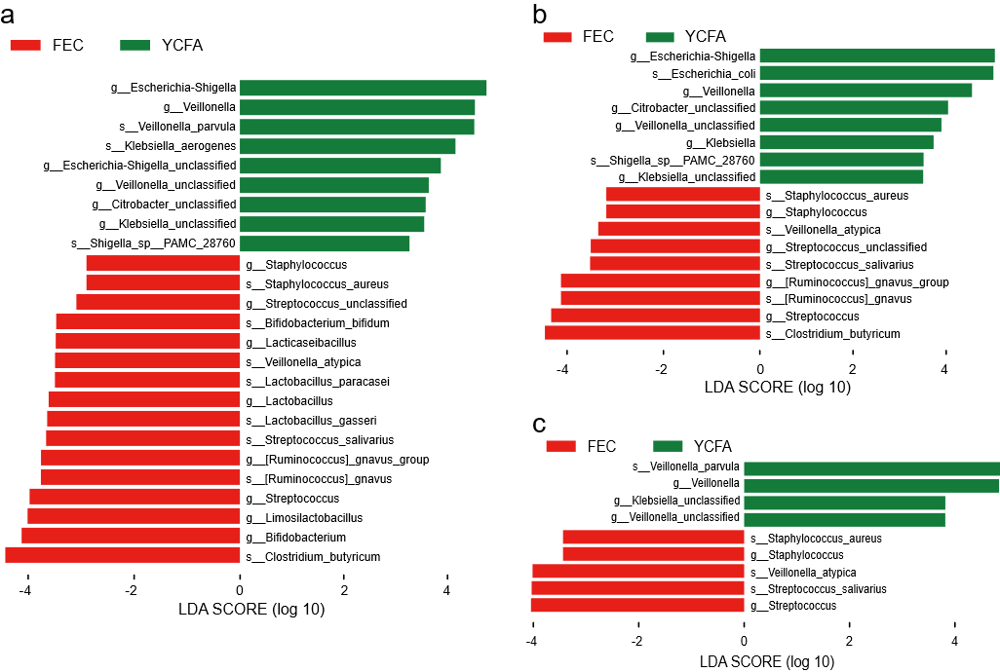 a
FEC YCFA
g__Escherichia-Shigella
g__Veillonella
s__Veillonella_parvula
s__Klebsiella_aerogenes
g__Escherichia-Shigella_unclassified
g__Veillonella_unclassified
g__Citrobacter_unclassified
g__Klebsiella_unclassified
s__Shigella_sp__PAMC_28760
g__Staphylococcus
s__Staphylococcus_aureus
g__Streptococcus_unclassified
s__Bifidobacterium_bifidum
g__Lacticaseibacillus
s__Veillonella_atypica
s__Lactobacillus_paracasei
g__Lactobacillus
s__Lactobacillus_gasseri
s__Streptococcus_salivarius
g__[Ruminococcus]_gnavus_group
s__[Ruminococcus]_gnavus
g__Streptococcus
g__Limosilactobacillus
g__Bifidobacterium
s__Clostridium_butyricum
-4 -2 0 2 4
LDA SCORE (log 10)
b
FEC YCFA
g__Escherichia-Shigella
s__Escherichia_coli
g__Veillonella
g__Citrobacter_unclassified
g__Veillonella_unclassified
g__Klebsiella
s__Shigella_sp__PAMC_28760
g__Klebsiella_unclassified
s__Staphylococcus_aureus
g__Staphylococcus
s__Veillonella_atypica
g__Streptococcus_unclassified
s__Streptococcus_salivarius
g__[Ruminococcus]_gnavus_group
s__[Ruminococcus]_gnavus
g__Streptococcus
s__Clostridium_butyricum
-4 -2 0 2 4
LDA SCORE (log 10)
c
FEC YCFA
s__Veillonella_parvula
g__Veillonella
g__Klebsiella_unclassified
g__Veillonella_unclassified
s__Staphylococcus_aureus
g__Staphylococcus
s__Veillonella_atypica
s__Streptococcus_salivarius
g__Streptococcus
-4 -2 0 2 4
LDA SCORE (log 10)